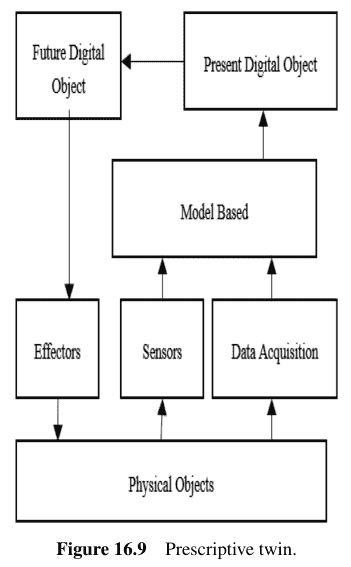 Future Digital
Object
Present Digital Object
Model Based
Effectors
Sensors
Data Acquisition
Physical Objects
Figure 16.9 Prescriptive twin.